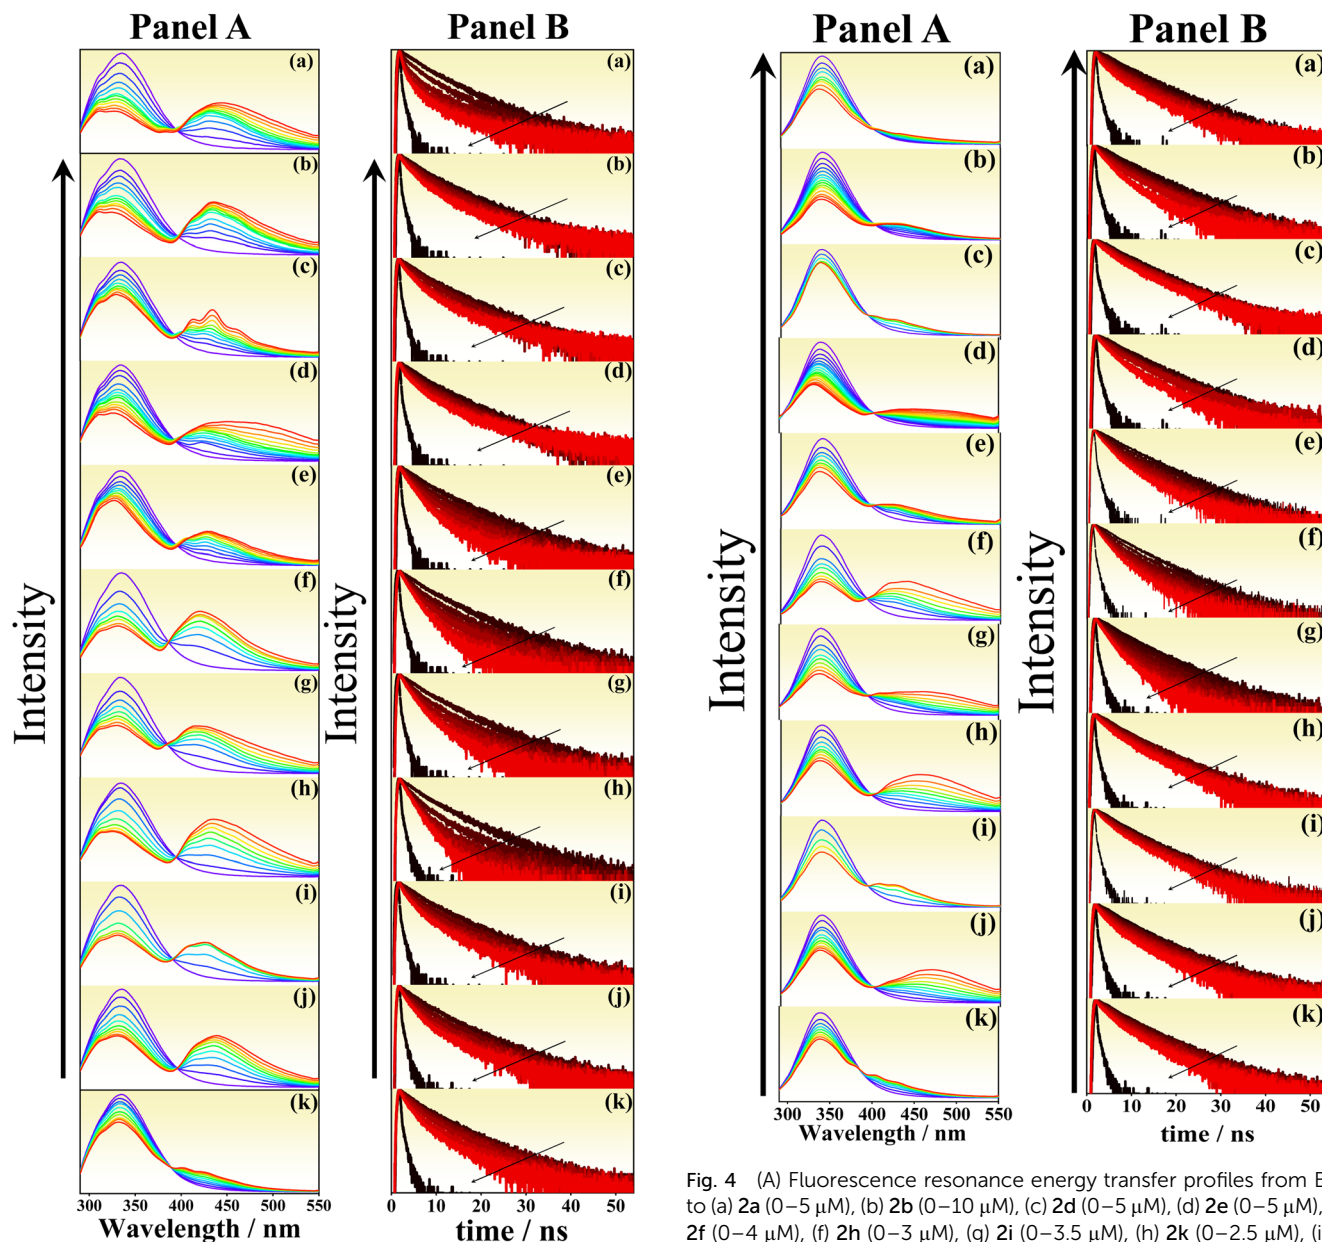 Panel A
Panel B
(a)
(b)
(c)
(d)
(e)
(f)
(g)
(h)
(i)
(j)
(k)
Intensity
300 350 400 450 500 550
Wavelength / nm
(a)
(b)
(c)
(d)
(e)
(f)
(g)
(h)
(i)
(j)
(k)
Intensity
0 10 20 30 40 50
time / ns
Panel A
Panel B
(a)
(b)
(c)
(d)
(e)
(f)
(g)
(h)
(i)
(j)
(k)
Intensity
300 350 400 450 500 550
Wavelength / nm
(a)
(b)
(c)
(d)
(e)
(f)
(g)
(h)
(i)
(j)
(k)
Intensity
0 10 20 30 40 50
time / ns
Fig. 4 (A) Fluorescence resonance energy transfer profiles from
to (a) 2a (0–5 μM), (b) 2b (0–10 μM), (c) 2d (0–5 μM), (d) 2e (0–5 μM),
2f (0–4 μM), (f) 2h (0–3 μM), (g) 2i (0–3.5 μM), (h) 2k (0–2.5 μM), (i